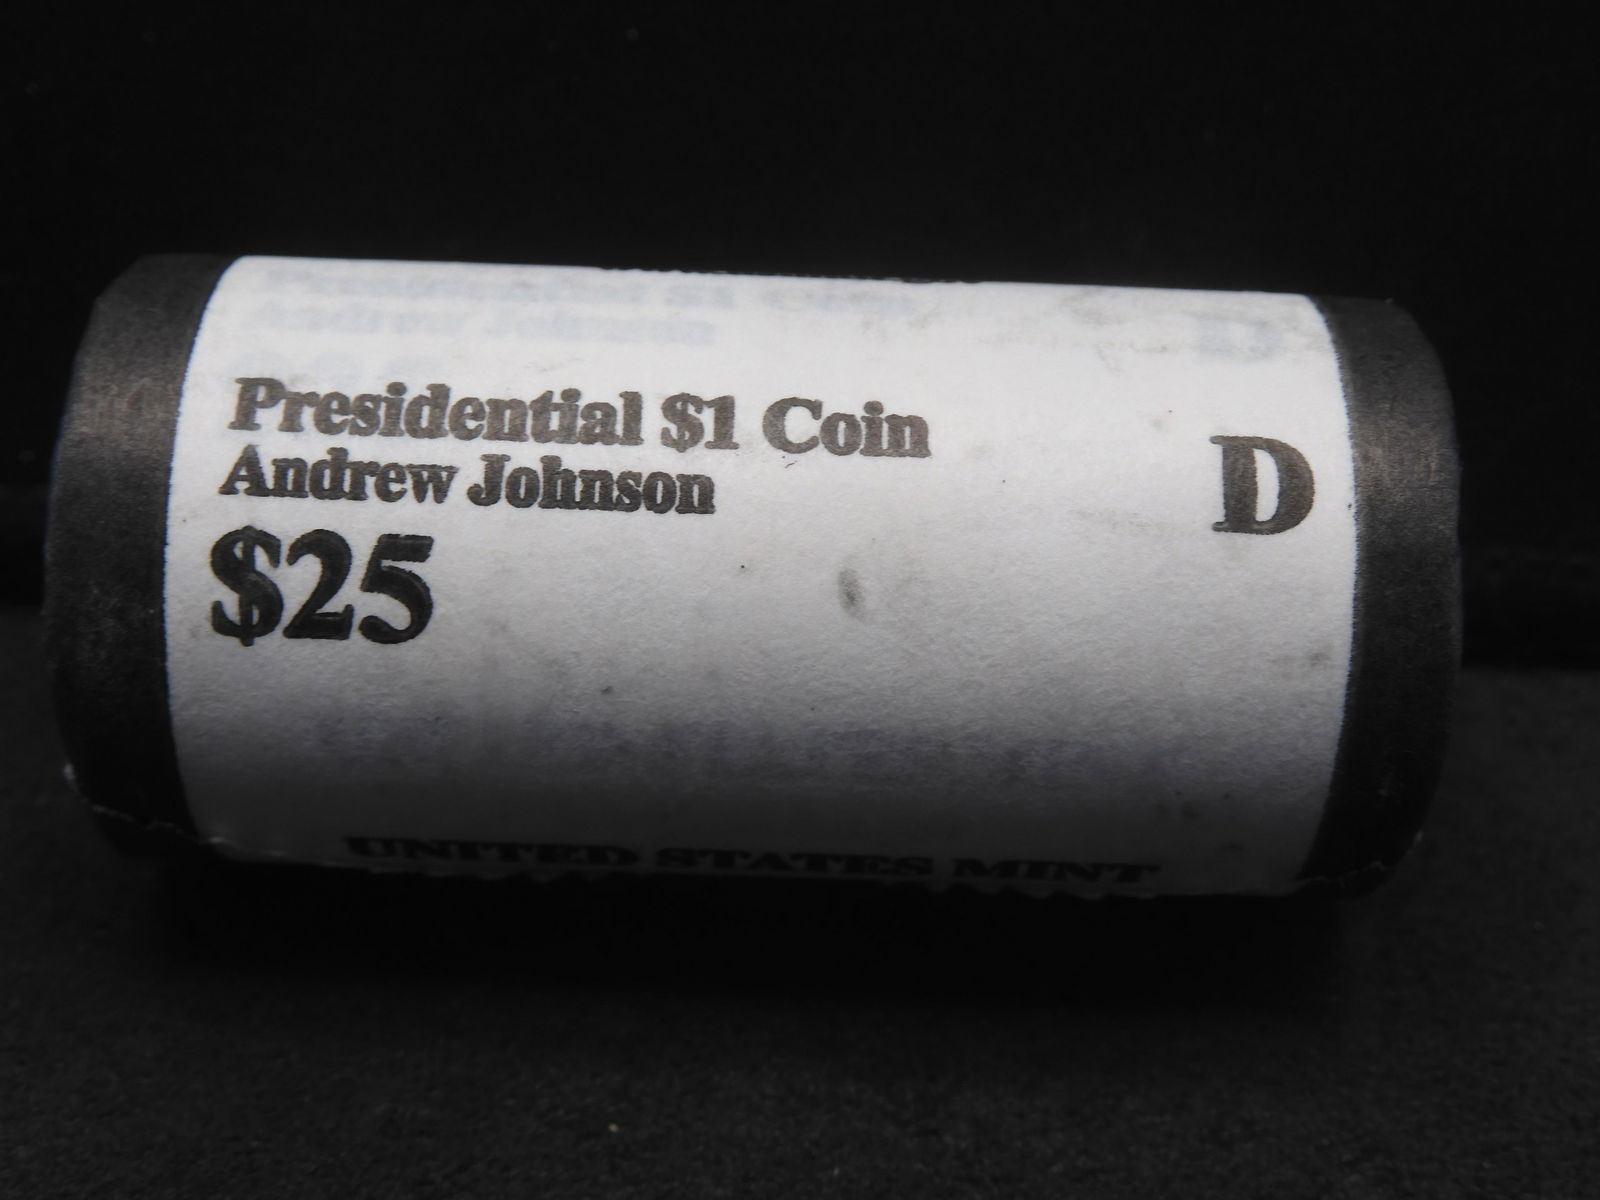 Presidential $1 Coin
Andrew Johnson
$25
D
UNITED STATES MINT